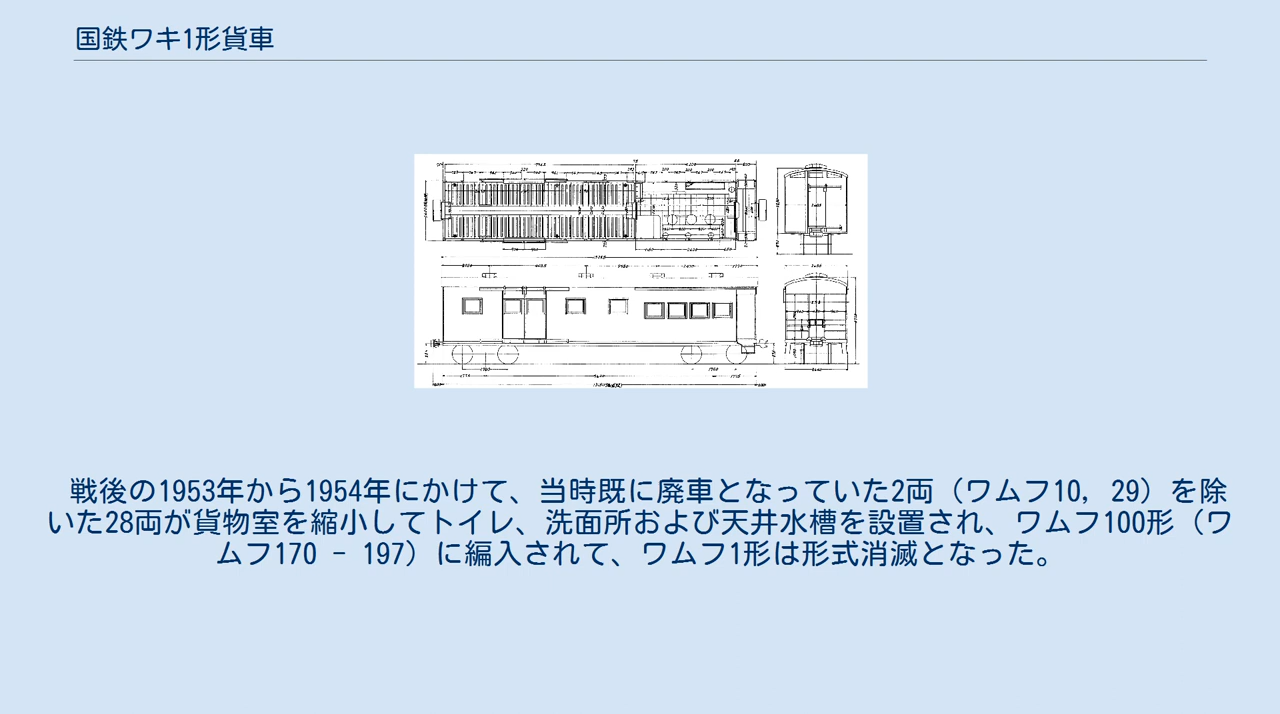 国鉄ワキ1形貨車
戦後の1953年から1954年にかけて、当時既に廃車となっていた2両（ワムフ10, 29）を除
いた28両が貨物室を縮小してトイレ、洗面所および天井水槽を設置され、ワムフ100形（ワ
ムフ170 - 197）に編入されて、ワムフ1形は形式消滅となった。